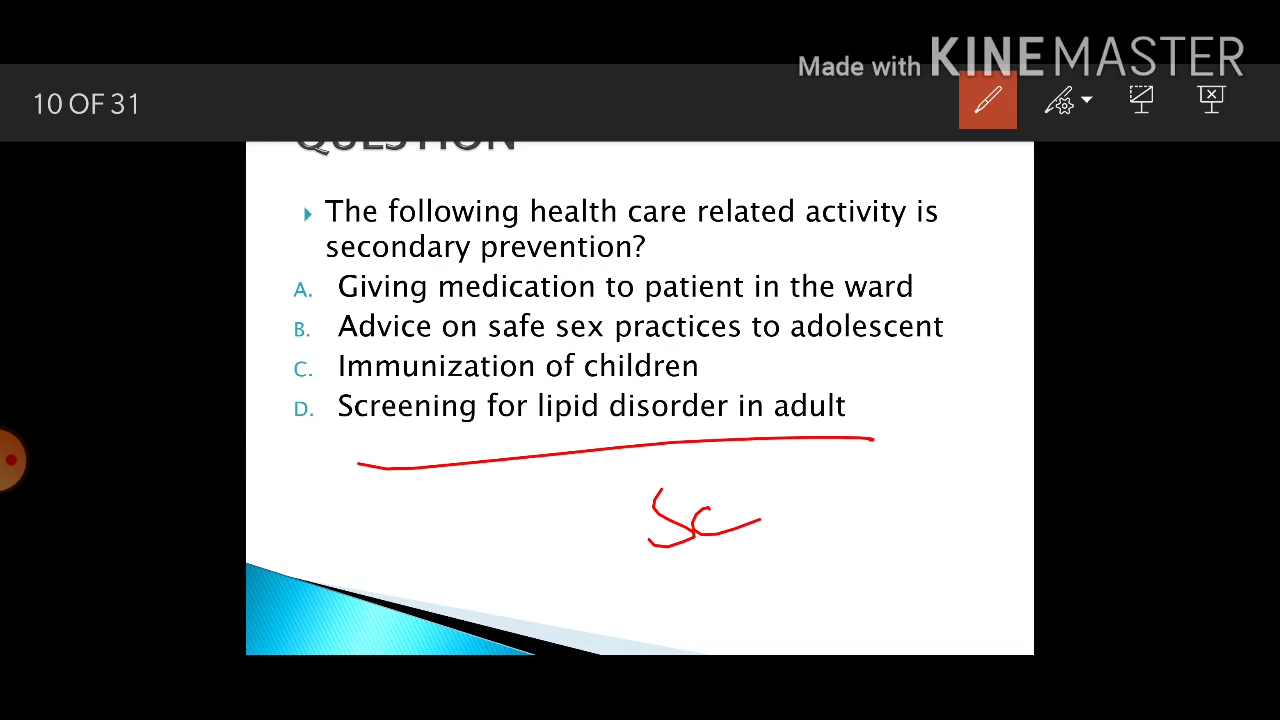 Made with KINEMASTER
10 OF 31
QUESTION
The following health care related activity is
secondary prevention?
A. Giving medication to patient in the ward
B. Advice on safe sex practices to adolescent
C. Immunization of children
D. Screening for lipid disorder in adult
Sc